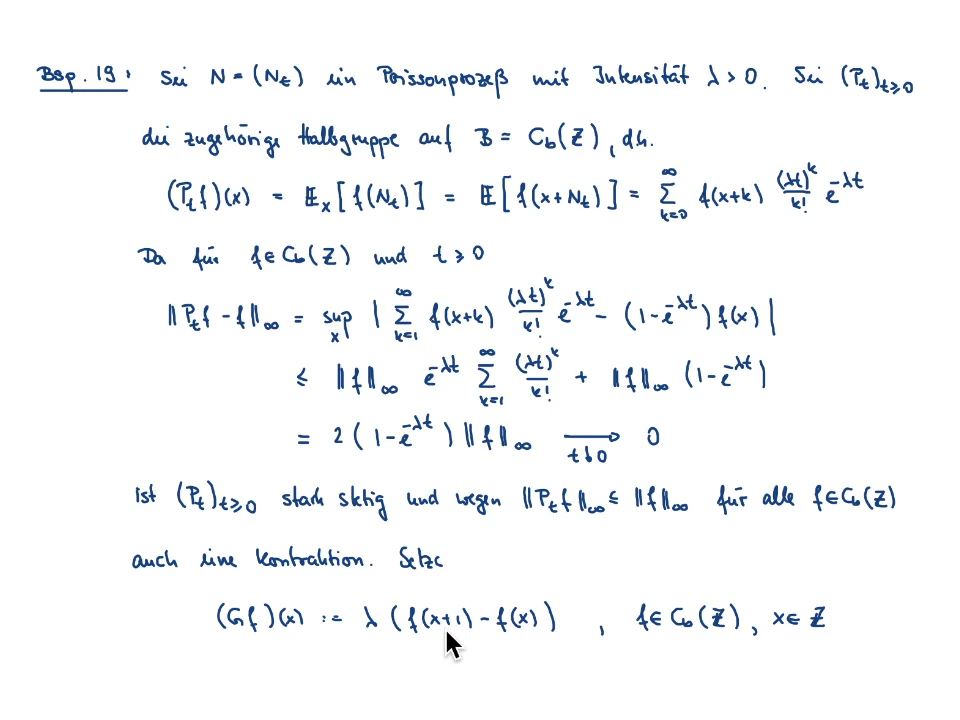 Bsp. 19: Sei N = (N_t) ein Poissonprozeß mit Intensität λ > 0. Sei (P_t)_{t≥0}
die zugehörige Halbgruppe auf B = C_b(ℤ), d.h.
(P_t f)(x) = 𝔼_x[f(N_t)] = 𝔼[f(x+N_t)] = ∑_{k=0}^∞ f(x+k) (λt)^k/k! e^{-λt}
Da für f∈C_b(ℤ) und t ≥ 0
‖P_t f - f‖_∞ = sup_x | ∑_{k=1}^∞ f(x+k) (λt)^k/k! e^{-λt} - (1-e^{-λt}) f(x) |
≤ ‖f‖_∞ e^{-λt} ∑_{k=1}^∞ (λt)^k/k! + ‖f‖_∞ (1-e^{-λt})
= 2(1-e^{-λt})‖f‖_∞ ⟶_{t↓0} 0
ist (P_t)_{t≥0} stark stetig und wegen ‖P_t f‖_∞ ≤ ‖f‖_∞ für alle f∈C_b(ℤ)
auch eine Kontraktion. Setze
(Gf)(x) := λ (f(x+1) - f(x)) , f∈C_b(ℤ), x∈ℤ